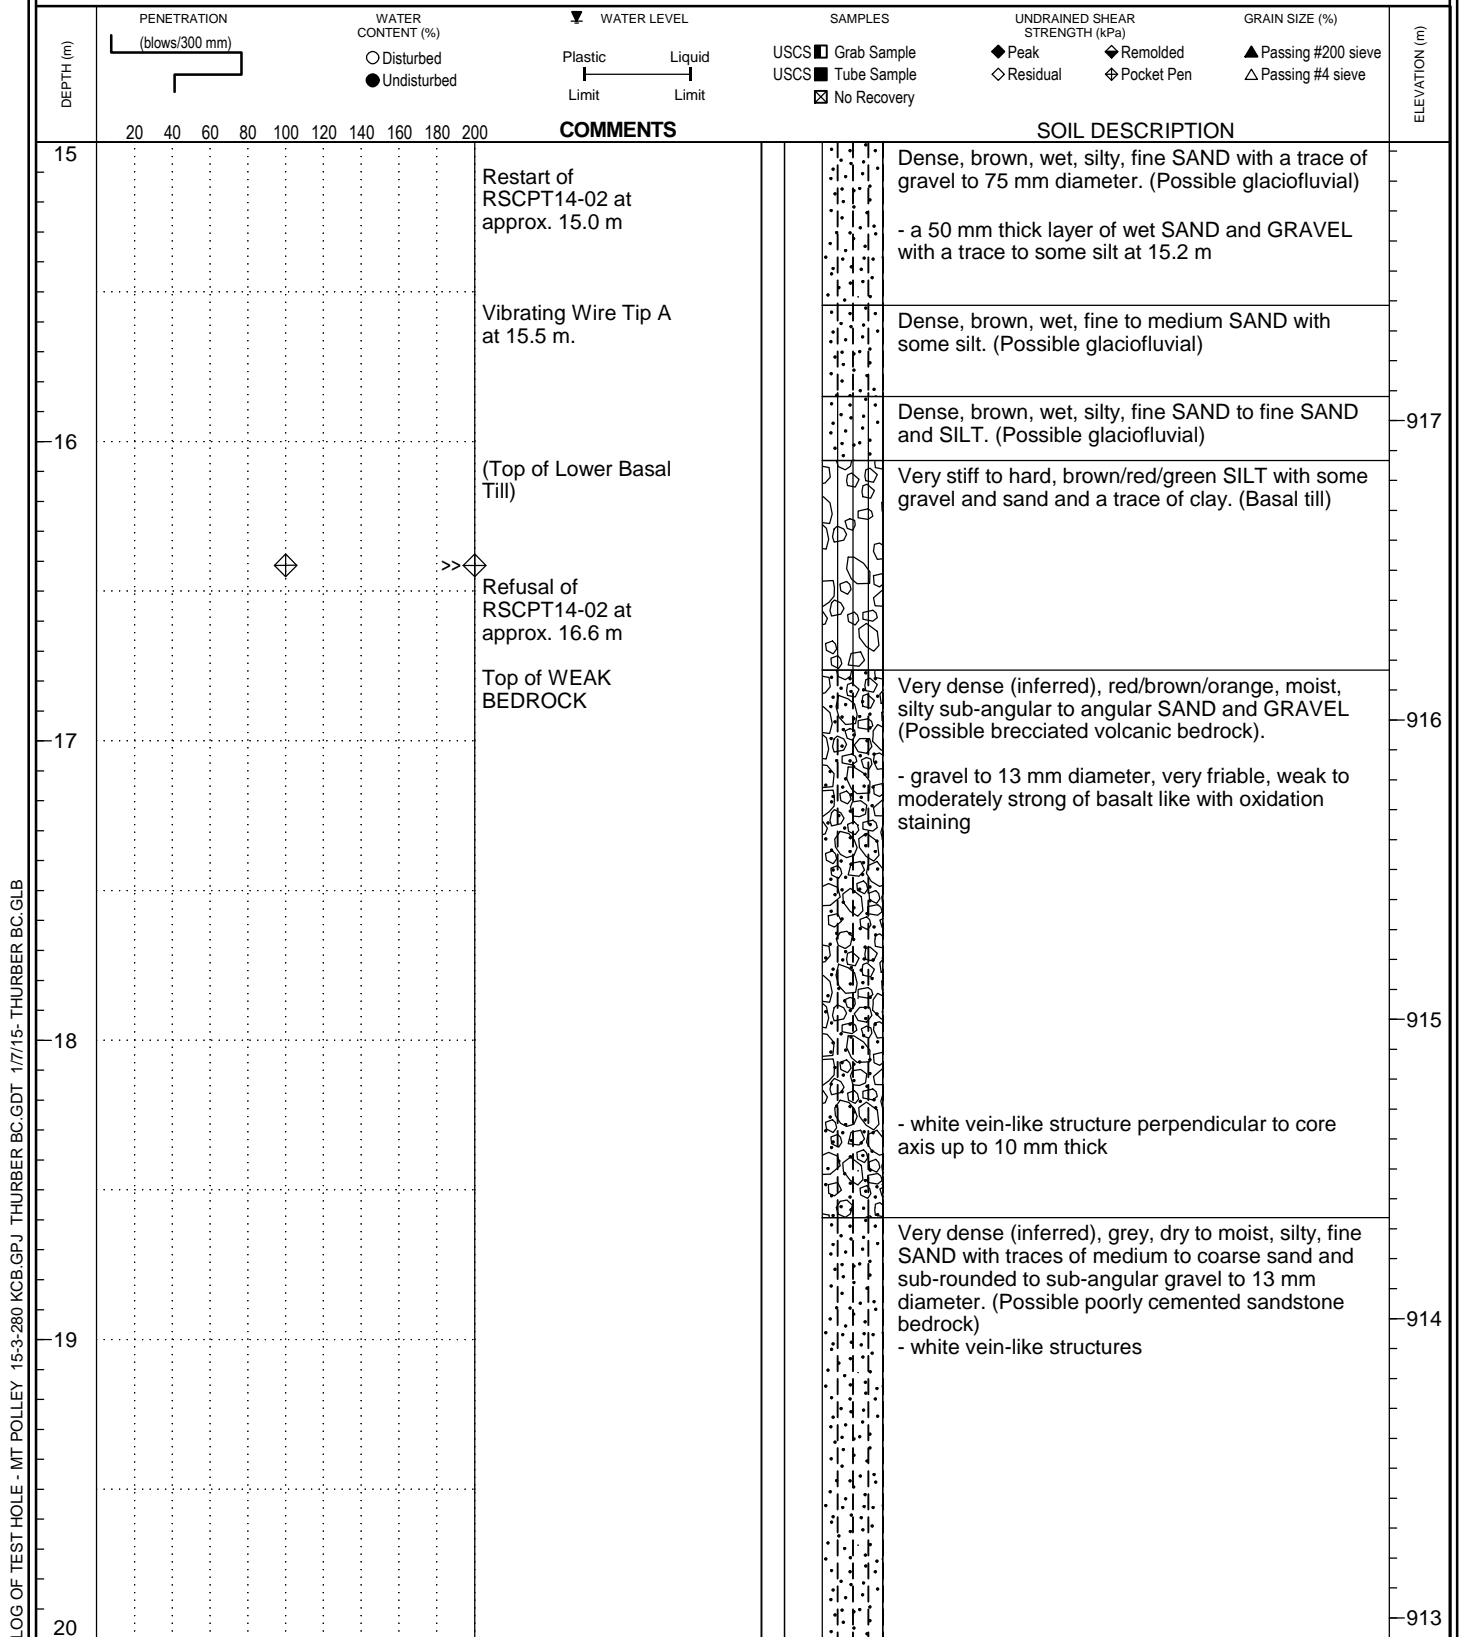 PENETRATION
(blows/300 mm)
WATER
CONTENT (%)
Disturbed
Undisturbed
WATER LEVEL
Plastic Liquid
Limit Limit
SAMPLES
USCS Grab Sample
USCS Tube Sample
No Recovery
UNDRAINED SHEAR
STRENGTH (kPa)
Peak Remolded
Residual Pocket Pen
GRAIN SIZE (%)
Passing #200 sieve
Passing #4 sieve
DEPTH (m)
ELEVATION (m)
20 40 60 80 100 120 140 160 180 200
COMMENTS
SOIL DESCRIPTION
15
Restart of
RSCPT14-02 at
approx. 15.0 m
Dense, brown, wet, silty, fine SAND with a trace of
gravel to 75 mm diameter. (Possible glaciofluvial)
- a 50 mm thick layer of wet SAND and GRAVEL
with a trace to some silt at 15.2 m
Vibrating Wire Tip A
at 15.5 m.
Dense, brown, wet, fine to medium SAND with
some silt. (Possible glaciofluvial)
Dense, brown, wet, silty, fine SAND to fine SAND
and SILT. (Possible glaciofluvial)
917
16
(Top of Lower Basal
Till)
Very stiff to hard, brown/red/green SILT with some
gravel and sand and a trace of clay. (Basal till)
>>
Refusal of
RSCPT14-02 at
approx. 16.6 m
Top of WEAK
BEDROCK
Very dense (inferred), red/brown/orange, moist,
silty sub-angular to angular SAND and GRAVEL
(Possible brecciated volcanic bedrock).
916
17
- gravel to 13 mm diameter, very friable, weak to
moderately strong of basalt like with oxidation
staining
915
18
- white vein-like structure perpendicular to core
axis up to 10 mm thick
Very dense (inferred), grey, dry to moist, silty, fine
SAND with traces of medium to coarse sand and
sub-rounded to sub-angular gravel to 13 mm
diameter. (Possible poorly cemented sandstone
bedrock)
- white vein-like structures
914
19
913
20
LOG OF TEST HOLE - MT POLLEY 15-3-280 KCB.GPJ THURBER BC.GDT 1/7/15- THURBER BC.GLB